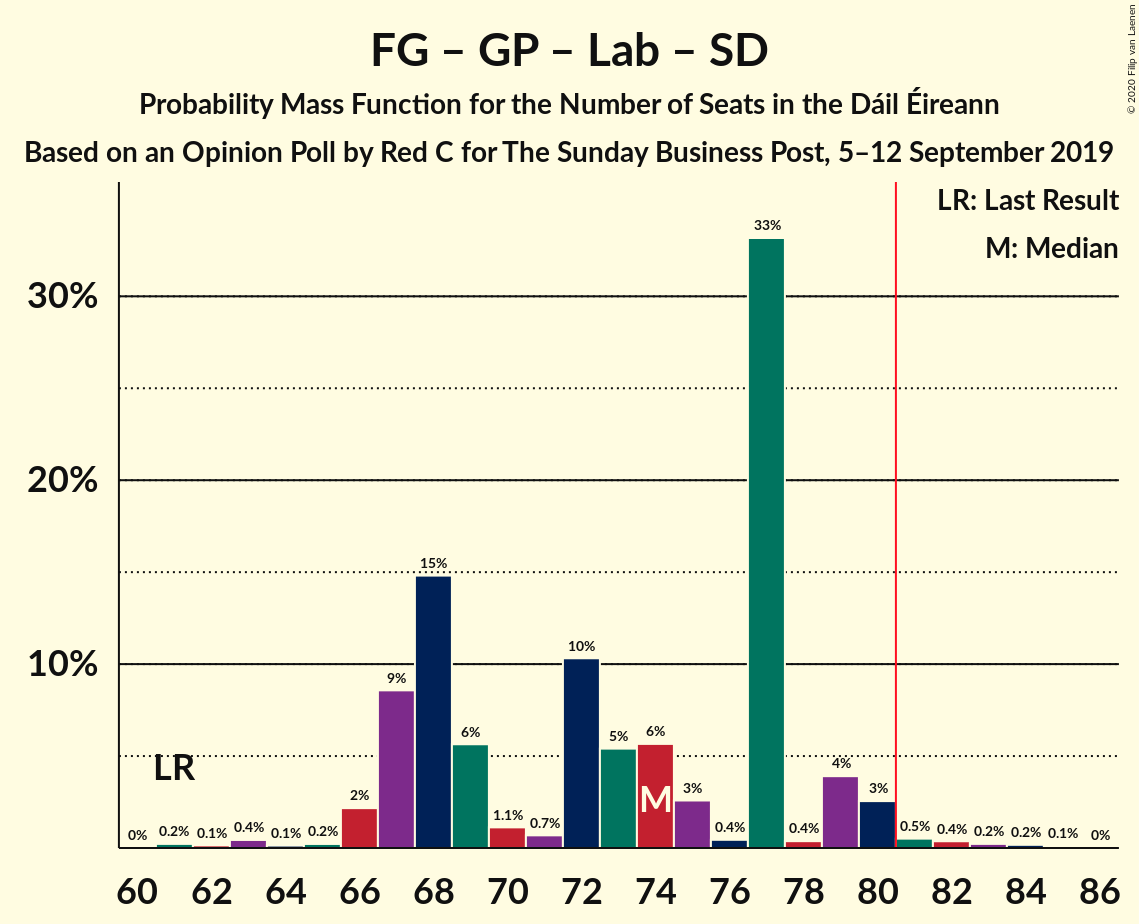 FG – GP – Lab – SD
Probability Mass Function for the Number of Seats in the Dáil Éireann
Based on an Opinion Poll by Red C for The Sunday Business Post, 5–12 September 2019
© 2020 Filip van Laenen
LR: Last Result
M: Median
30%
20%
10%
33%
15%
10%
9%
6%
5%
6%
4%
3%
3%
2%
1.1%
0.7%
0.4%
0.4%
0% 0.2% 0.1% 0.4% 0.1% 0.2%
0.5% 0.4% 0.2% 0.2% 0.1% 0%
LR
M
60 62 64 66 68 70 72 74 76 78 80 82 84 86